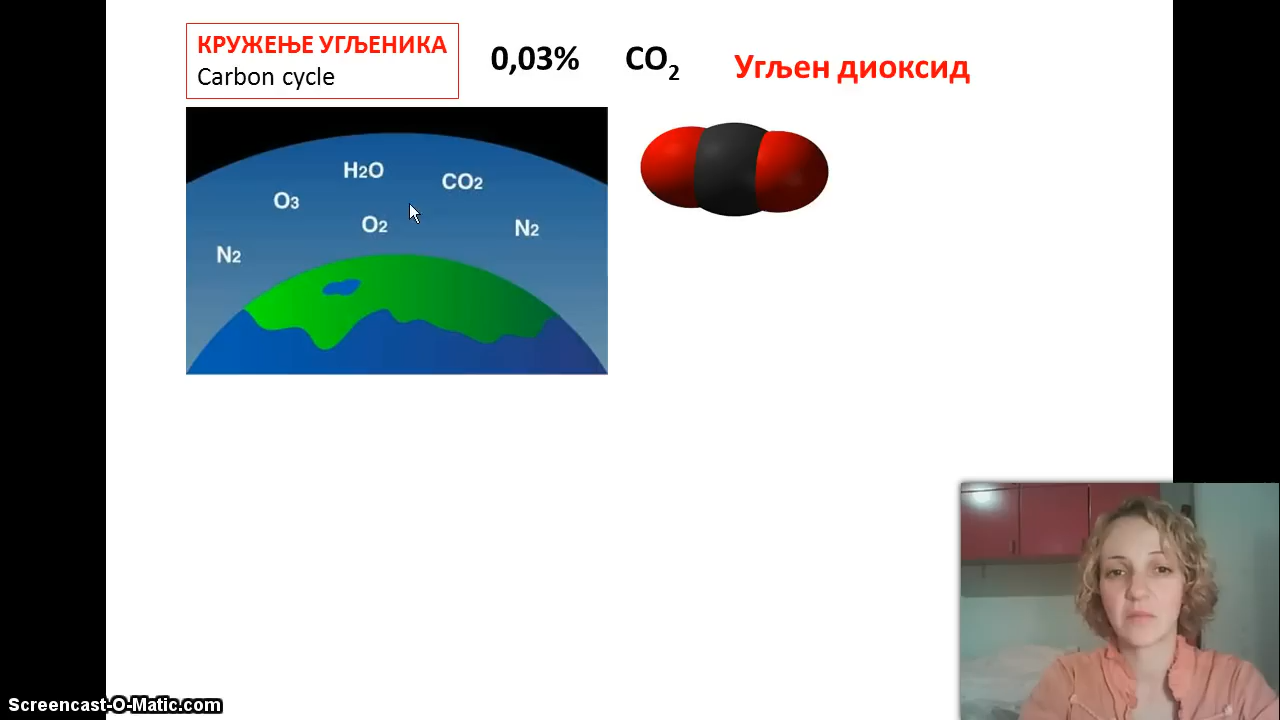 КРУЖЕЊЕ УГЉЕНИКА
Carbon cycle
0,03%
CO2
Угљен диоксид
H2O
CO2
O3
O2
N2
N2
Screencast-O-Matic.com